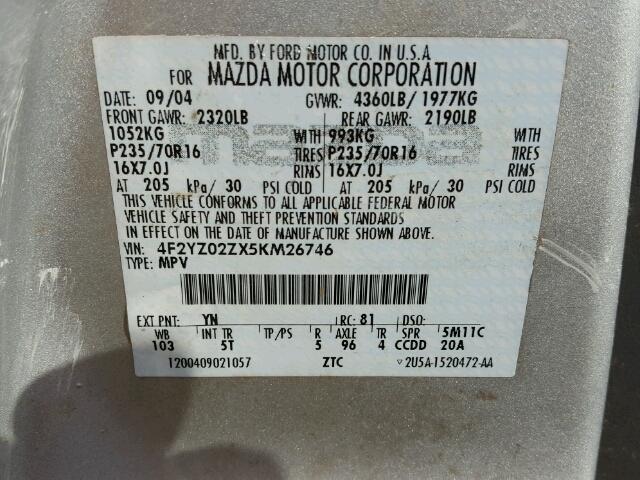 MFD. BY FORD MOTOR CO. IN U.S.A
FOR MAZDA MOTOR CORPORATION
DATE: 09/04 GVWR: 4360LB/ 1977KG
FRONT GAWR: 2320LB REAR GAWR: 2190LB
1052KG WITH 993KG WITH
P235/70R16 TIRES P235/70R16 TIRES
16X7.0J RIMS 16X7.0J RIMS
AT 205 kPa/ 30 PSI COLD AT 205 kPa/ 30 PSI COLD
THIS VEHICLE CONFORMS TO ALL APPLICABLE FEDERAL MOTOR
VEHICLE SAFETY AND THEFT PREVENTION STANDARDS
IN EFFECT ON THE DATE OF MANUFACTURE SHOWN ABOVE.
VIN: 4F2YZ02ZX5KM26746
TYPE: MPV
EXT PNT: YN RC: 81 DSO:
WB INT TR TP/PS R AXLE TR SPR 5M11C
103 5T 5 96 4 CCDD 20A
1200409021057 ZTC 2U5A-1520472-AA